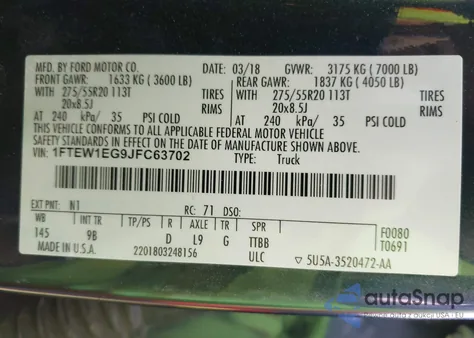 MFD. BY FORD MOTOR CO. DATE: 03/18 GVWR: 3175 KG ( 7000 LB)
FRONT GAWR: 1633 KG ( 3600 LB) REAR GAWR: 1837 KG ( 4050 LB)
WITH 275/55R20 113T TIRES WITH 275/55R20 113T TIRES
20x8.5J RIMS 20x8.5J RIMS
AT 240 kPa/ 35 PSI COLD AT 240 kPa/ 35 PSI COLD
THIS VEHICLE CONFORMS TO ALL APPLICABLE FEDERAL MOTOR VEHICLE
SAFETY STANDARDS IN EFFECT ON THE DATE OF MANUFACTURE SHOWN ABOVE.
VIN: 1FTEW1EG9JFC63702 TYPE: Truck
EXT PNT: N1 RC: 71 DSO:
WB INT TR TP/PS R AXLE TR SPR F0080
145 9B D L9 G TTBB T0691
MADE IN U.S.A. 2201803248156 ULC ▽ 5U5A-3520472-AA
autoSnap